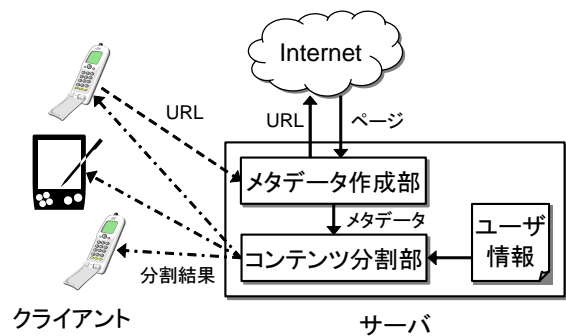 Internet
URL
URL
ページ
メタデータ作成部
メタデータ
コンテンツ分割部
ユーザ
情報
分割結果
クライアント
サーバ